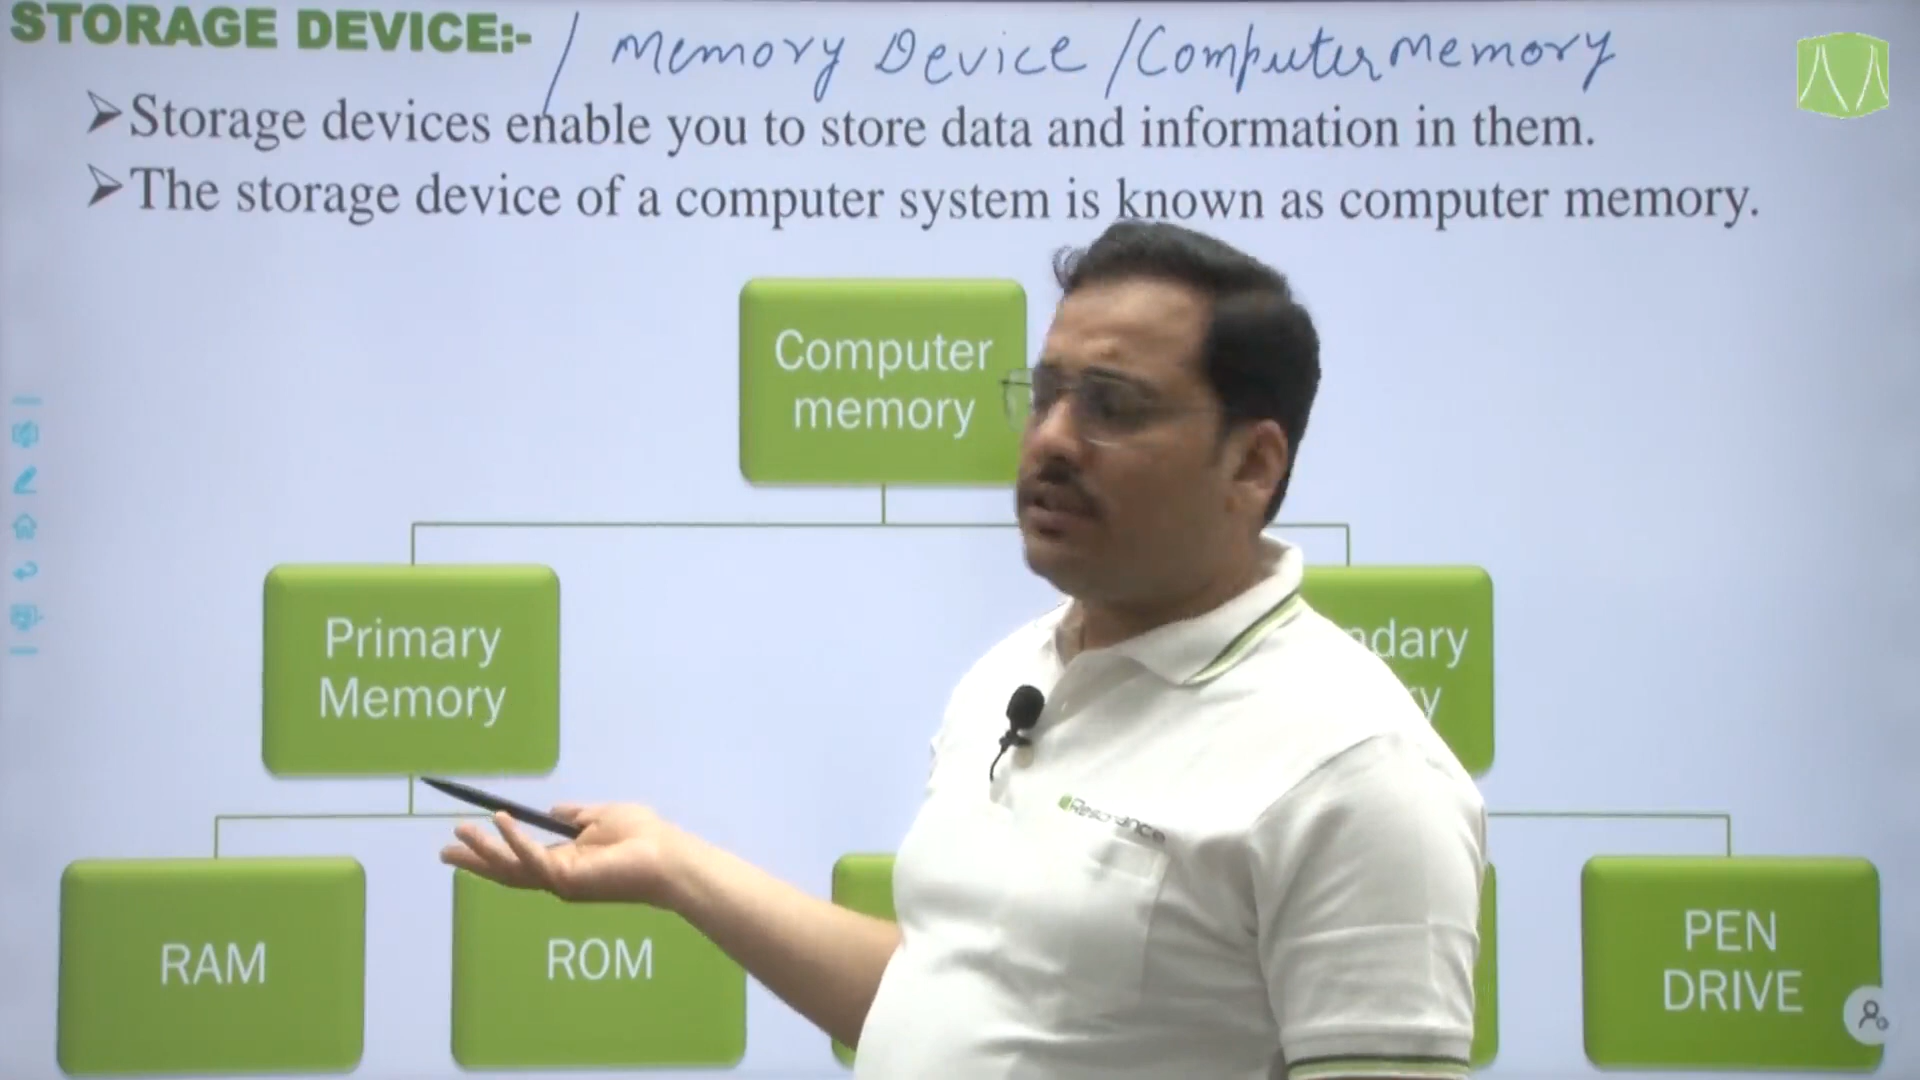 STORAGE DEVICE:- / Memory Device / Computer Memory
➢Storage devices enable you to store data and information in them.
➢The storage device of a computer system is known as computer memory.
Computer
memory
Primary
Memory
RAM
ROM
PEN
DRIVE
Resonance